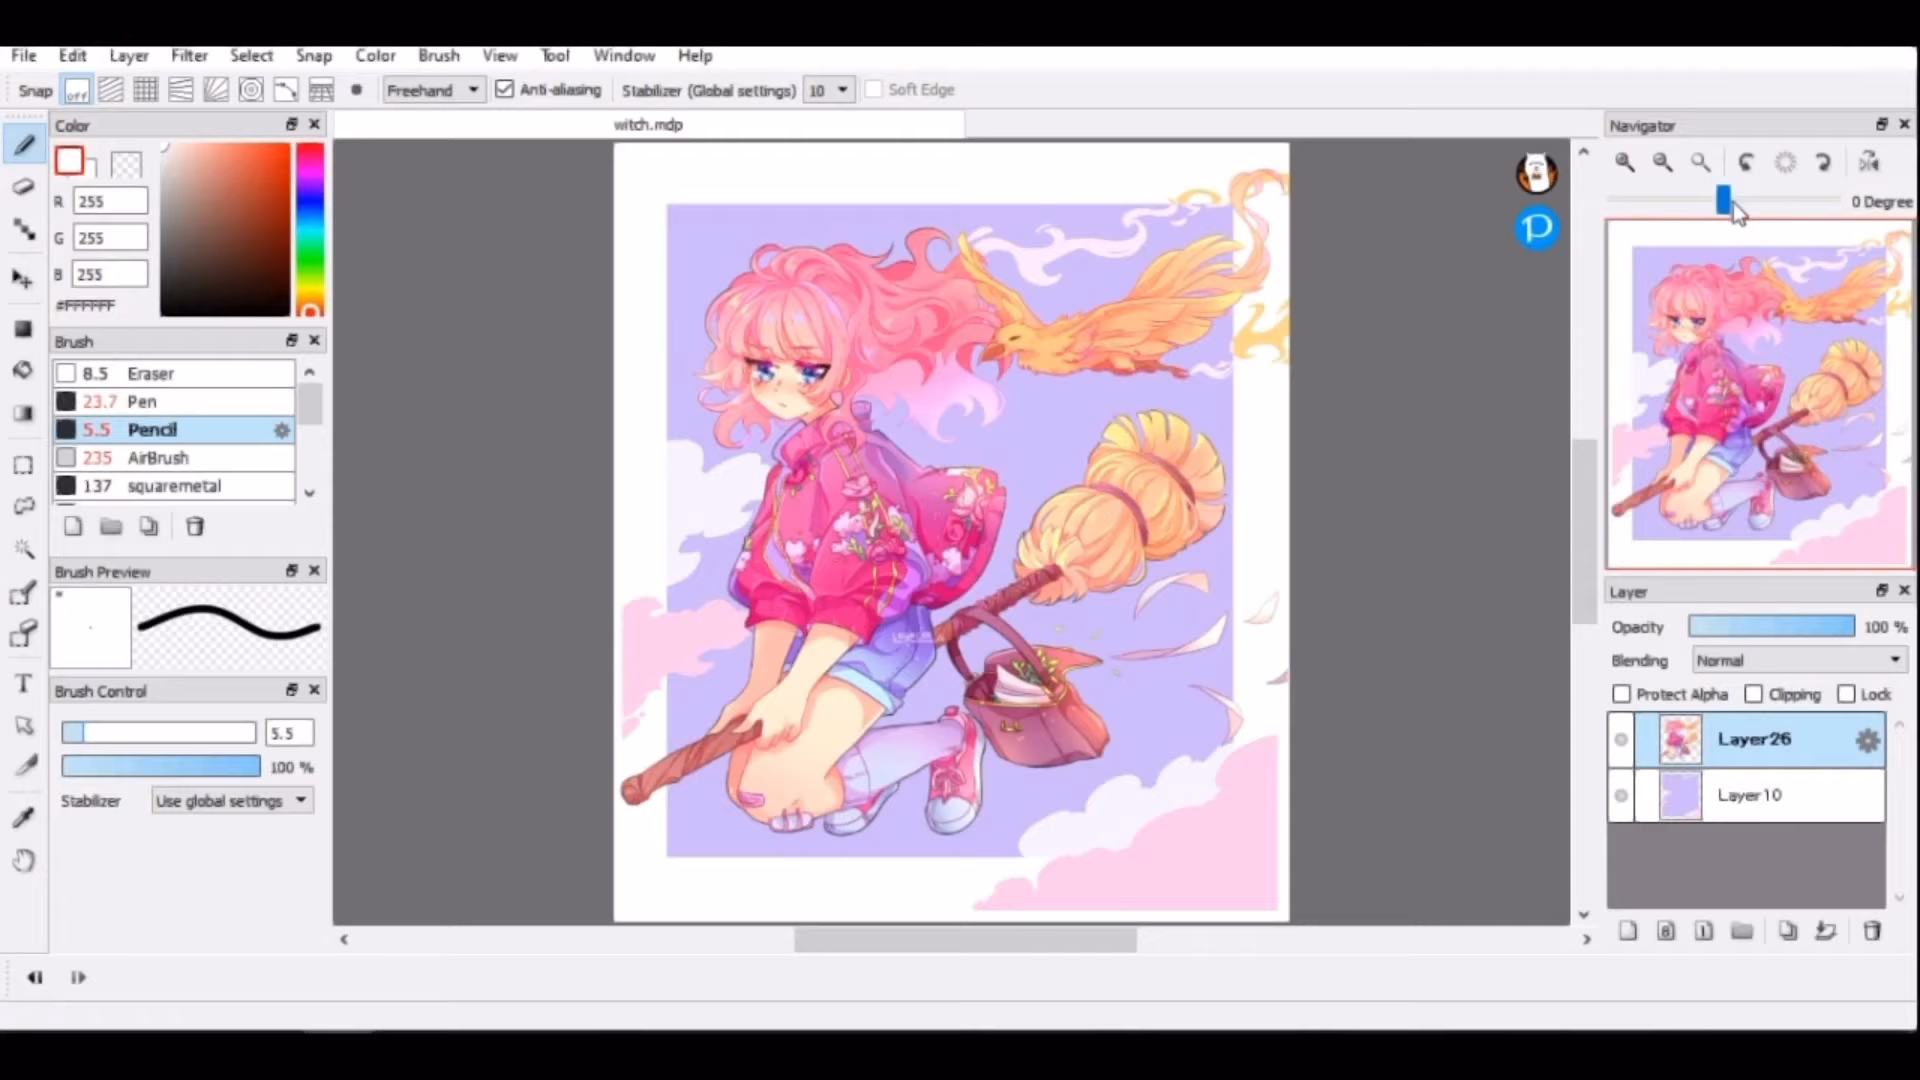 File Edit Layer Filter Select Snap Color Brush View Tool Window Help
Snap off Freehand Anti-aliasing Stabilizer (Global settings) 10 Soft Edge
Color
witch.mdp
Navigator
R 255
G 255
B 255
#FFFFFF
0 Degree
Brush
8.5 Eraser
23.7 Pen
5.5 Pencil
235 AirBrush
137 squaremetal
Brush Preview
Brush Control
5.5
100 %
Stabilizer Use global settings
Layer
Opacity 100 %
Blending Normal
Protect Alpha Clipping Lock
Layer26
Layer10
8
1
T
P